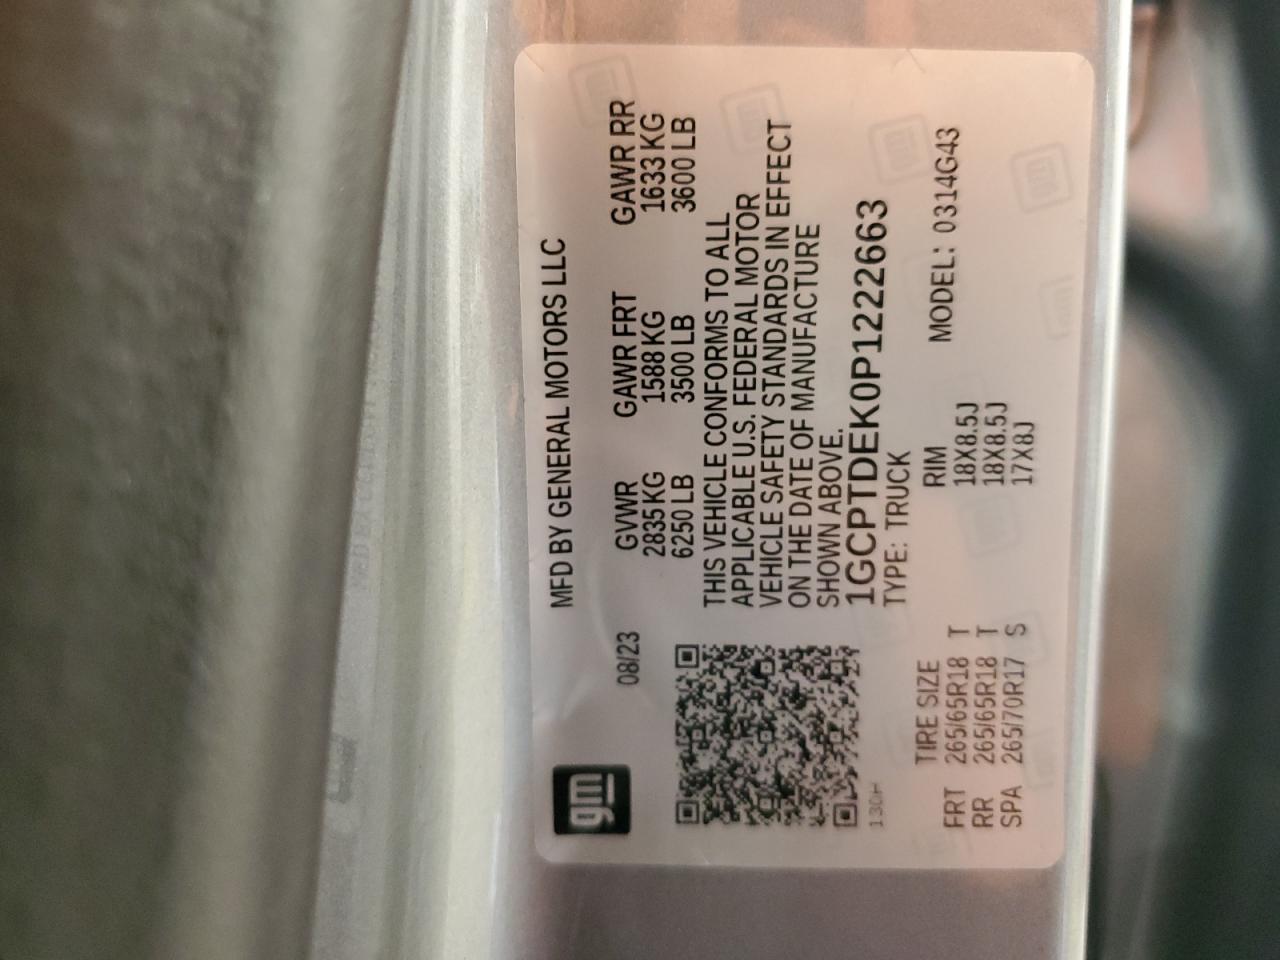 gm
MFD BY GENERAL MOTORS LLC
08/23
GVWR GAWR FRT GAWR RR
2835 KG 1588 KG 1633 KG
6250 LB 3500 LB 3600 LB
THIS VEHICLE CONFORMS TO ALL
APPLICABLE U.S. FEDERAL MOTOR
VEHICLE SAFETY STANDARDS IN EFFECT
ON THE DATE OF MANUFACTURE
SHOWN ABOVE.
1GCPTDEK0P1222663
TYPE: TRUCK
130H
TIRE SIZE RIM MODEL: 0314G43
FRT 265/65R18 T 18X8.5J
RR 265/65R18 T 18X8.5J
SPA 265/70R17 S 17X8J